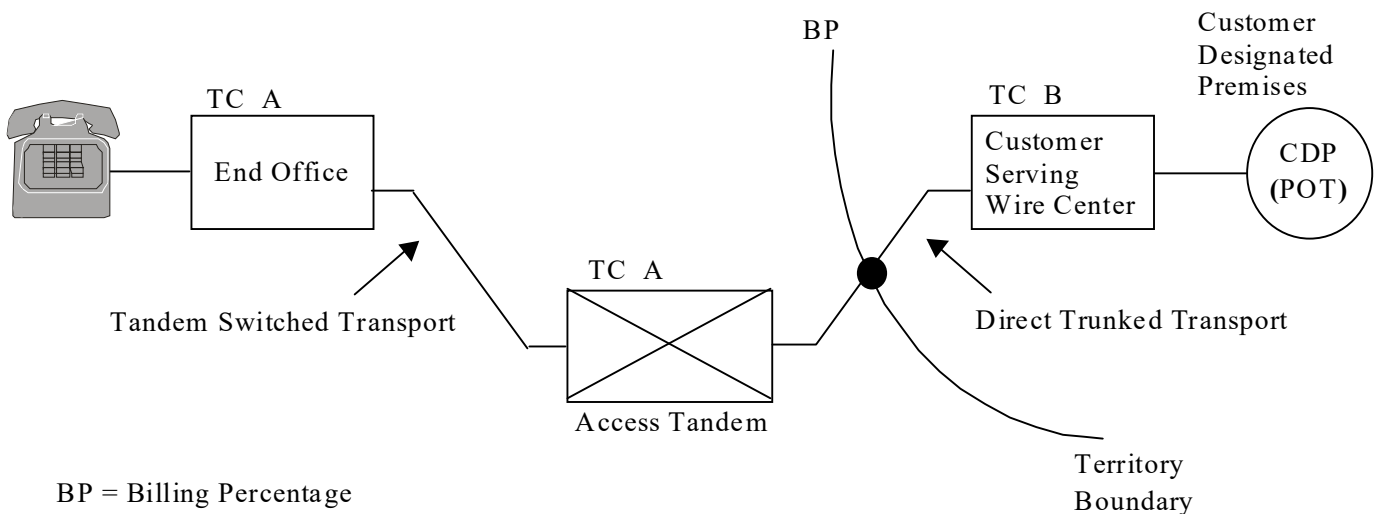 BP
Customer
Designated
Premises
TC A
TC B
End Office
Customer
Serving
Wire Center
CDP
(POT)
TC A
Tandem Switched Transport
Direct Trunked Transport
Access Tandem
Territory
Boundary
BP = Billing Percentage